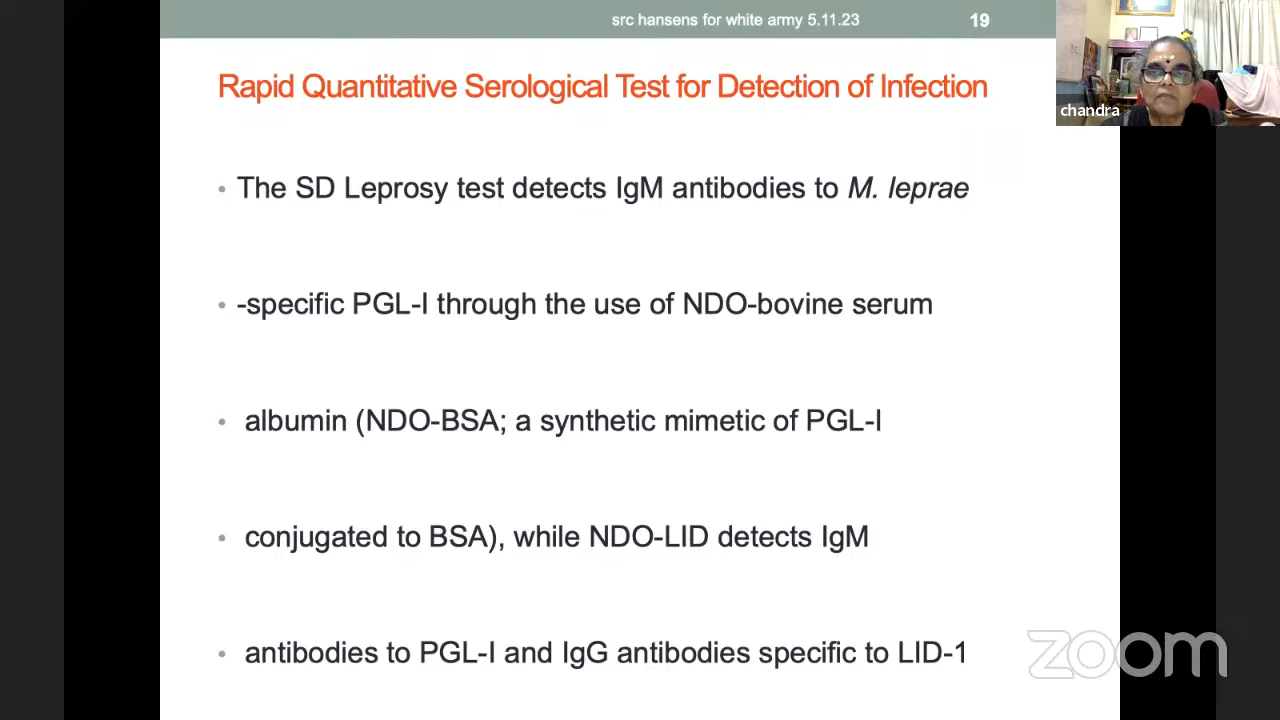 src hansens for white army 5.11.23
19
chandra
Rapid Quantitative Serological Test for Detection of Infection
• The SD Leprosy test detects IgM antibodies to M. leprae
• -specific PGL-I through the use of NDO-bovine serum
• albumin (NDO-BSA; a synthetic mimetic of PGL-I
• conjugated to BSA), while NDO-LID detects IgM
• antibodies to PGL-I and IgG antibodies specific to LID-1
zoom